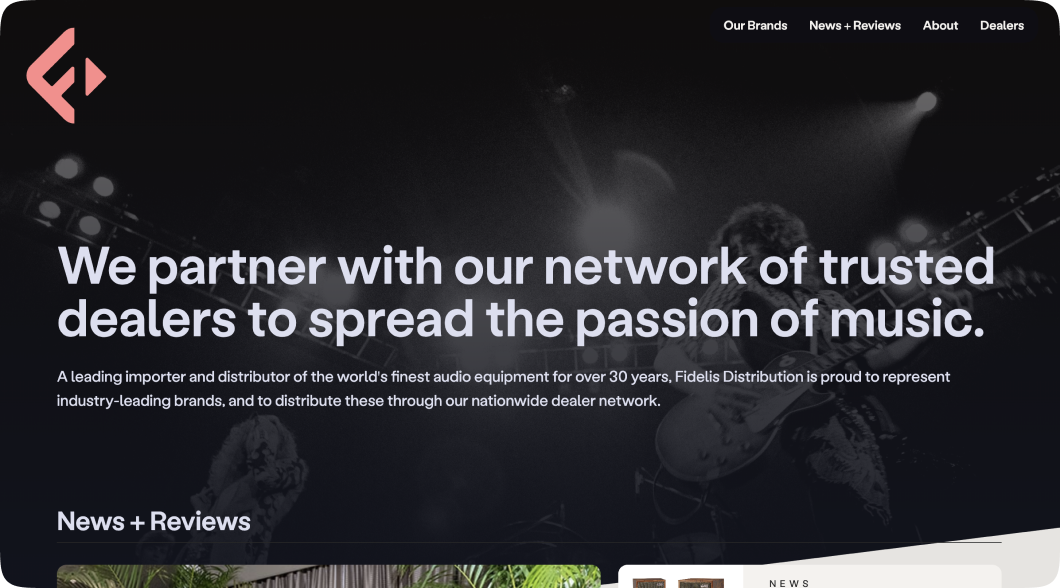 Our Brands News + Reviews About Dealers
We partner with our network of trusted
dealers to spread the passion of music.
A leading importer and distributor of the world's finest audio equipment for over 30 years, Fidelis Distribution is proud to represent
industry-leading brands, and to distribute these through our nationwide dealer network.
News + Reviews
NEWS